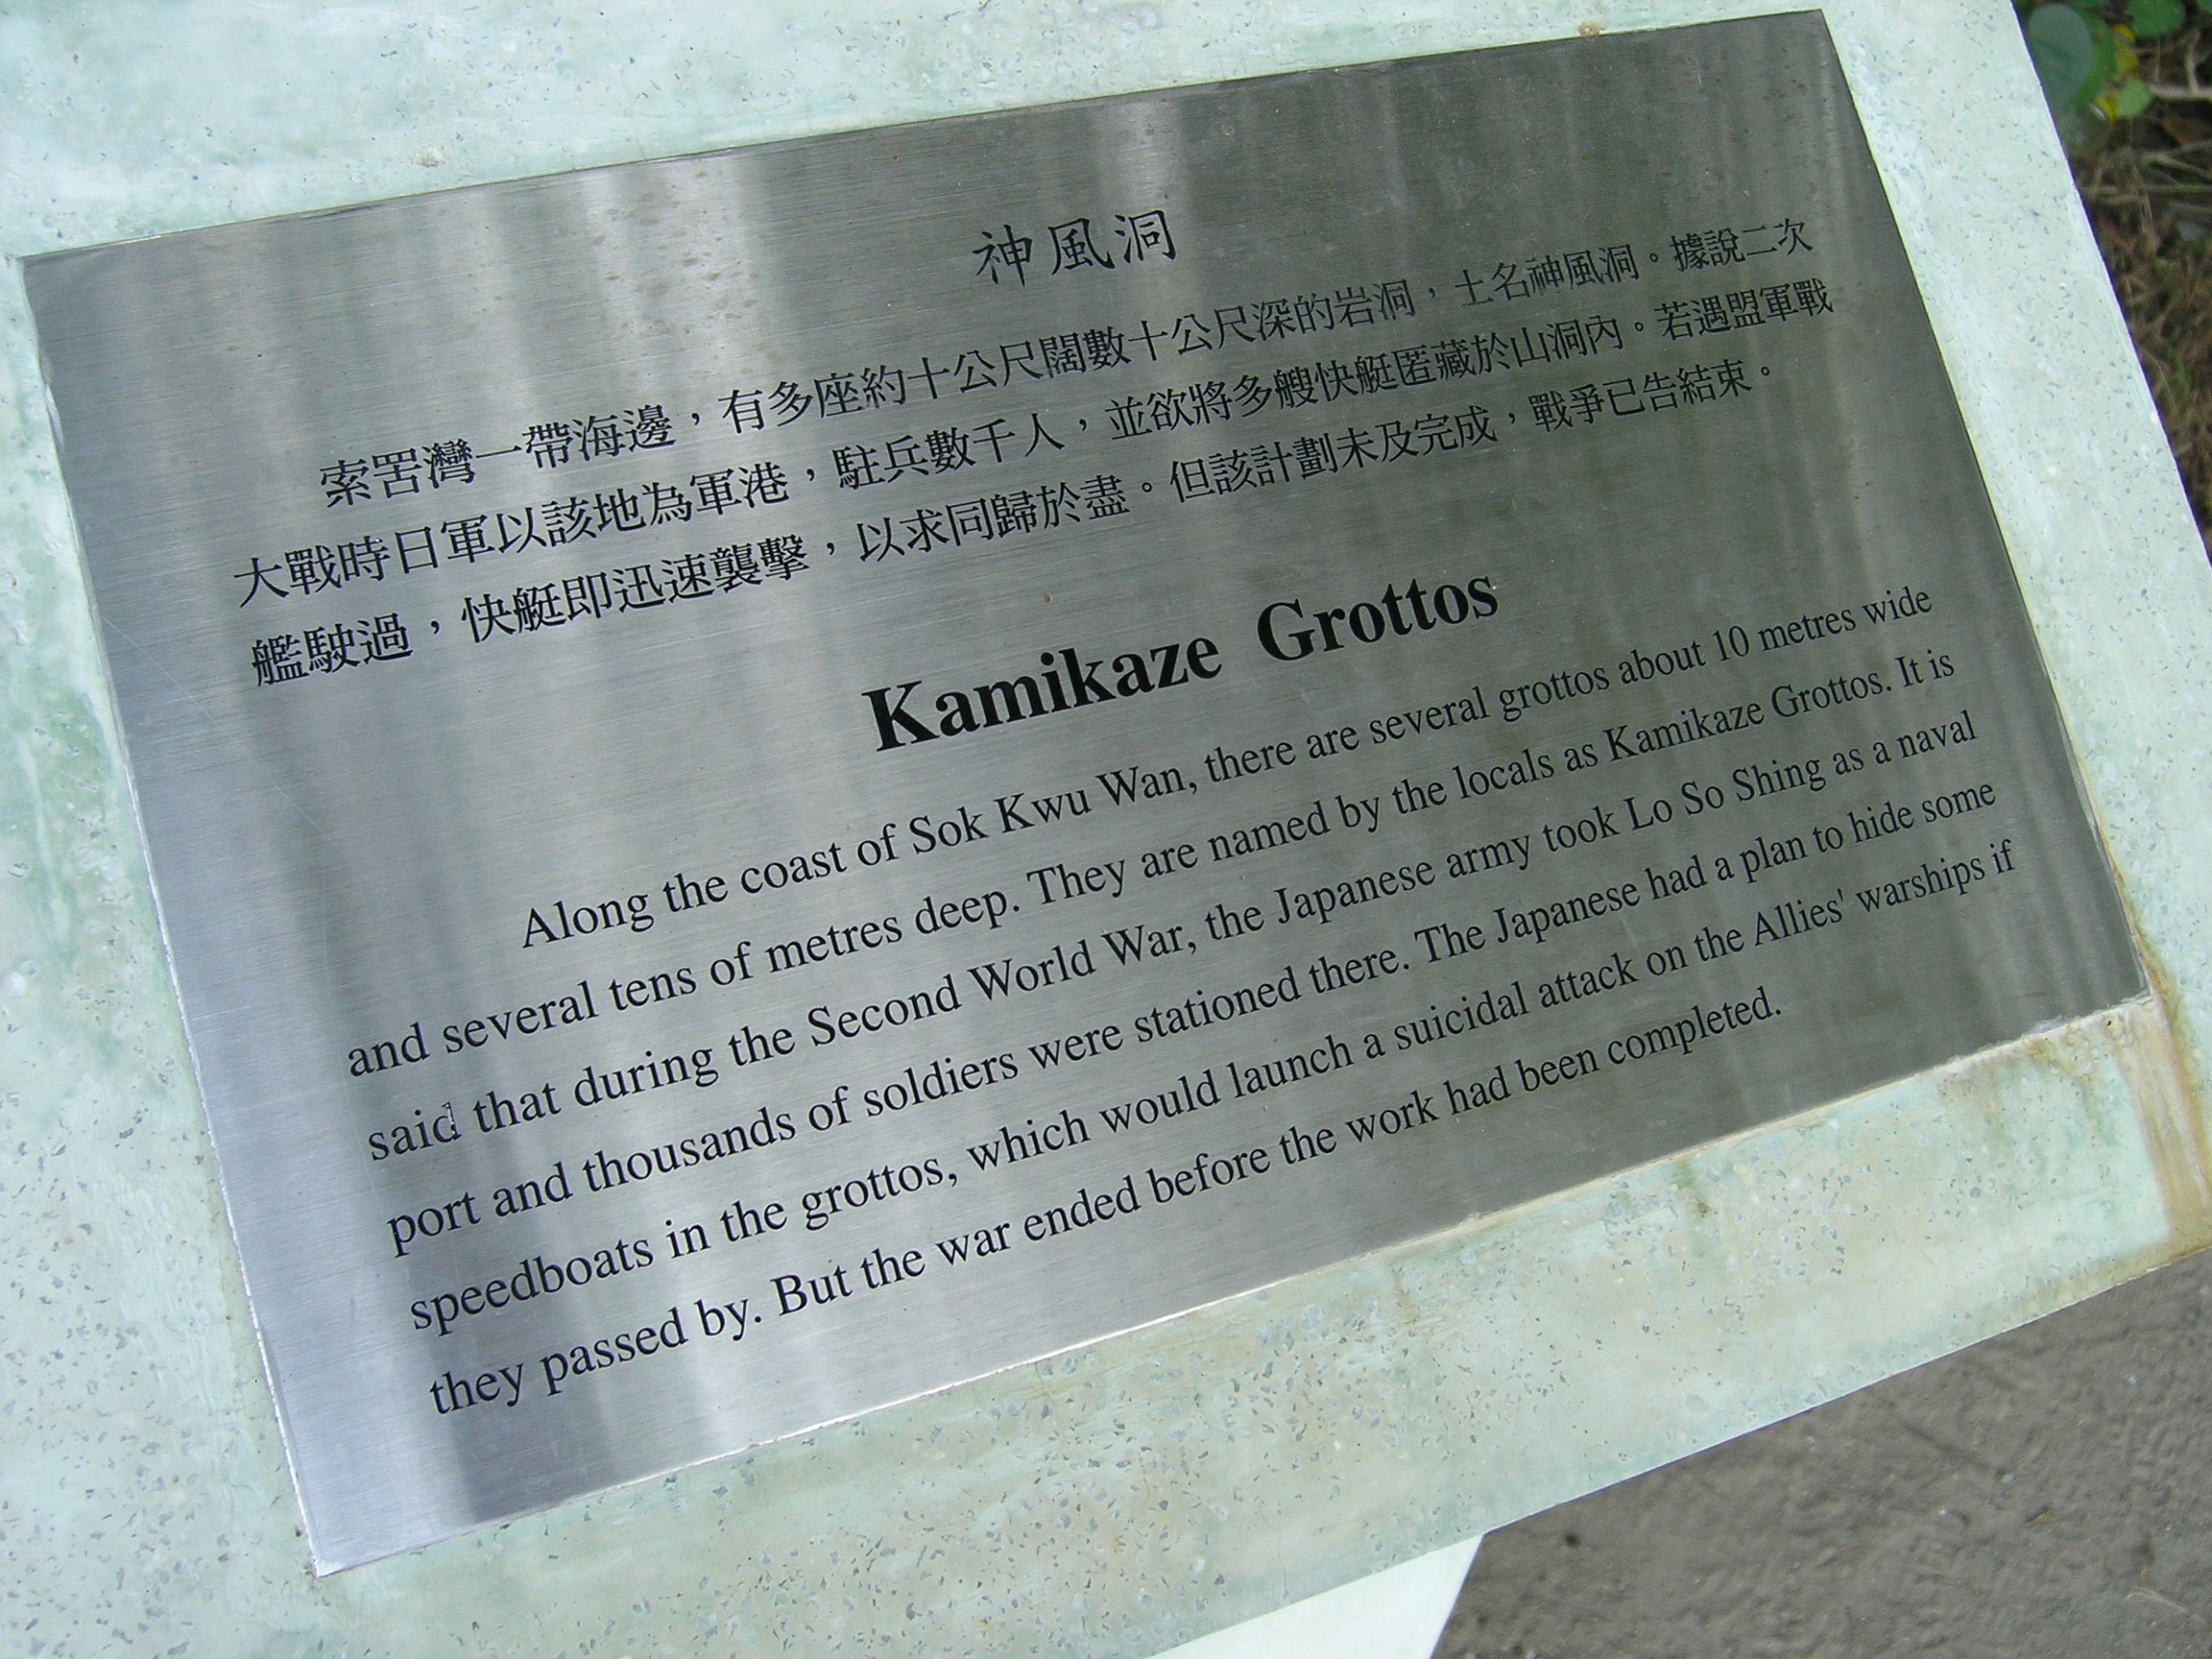 神風洞
索罟灣一帶海邊，有多座約十公尺闊數十公尺深的岩洞，土名神風洞。據說二次
大戰時日軍以該地為軍港，駐兵數千人，並欲將多艘快艇匿藏於山洞內。若遇盟軍戰
艦駛過，快艇即迅速襲擊，以求同歸於盡。但該計劃未及完成，戰爭已告結束。
Kamikaze Grottos
Along the coast of Sok Kwu Wan, there are several grottos about 10 metres wide
and several tens of metres deep. They are named by the locals as Kamikaze Grottos. It is
said that during the Second World War, the Japanese army took Lo So Shing as a naval
port and thousands of soldiers were stationed there. The Japanese had a plan to hide some
speedboats in the grottos, which would launch a suicidal attack on the Allies' warships if
they passed by. But the war ended before the work had been completed.